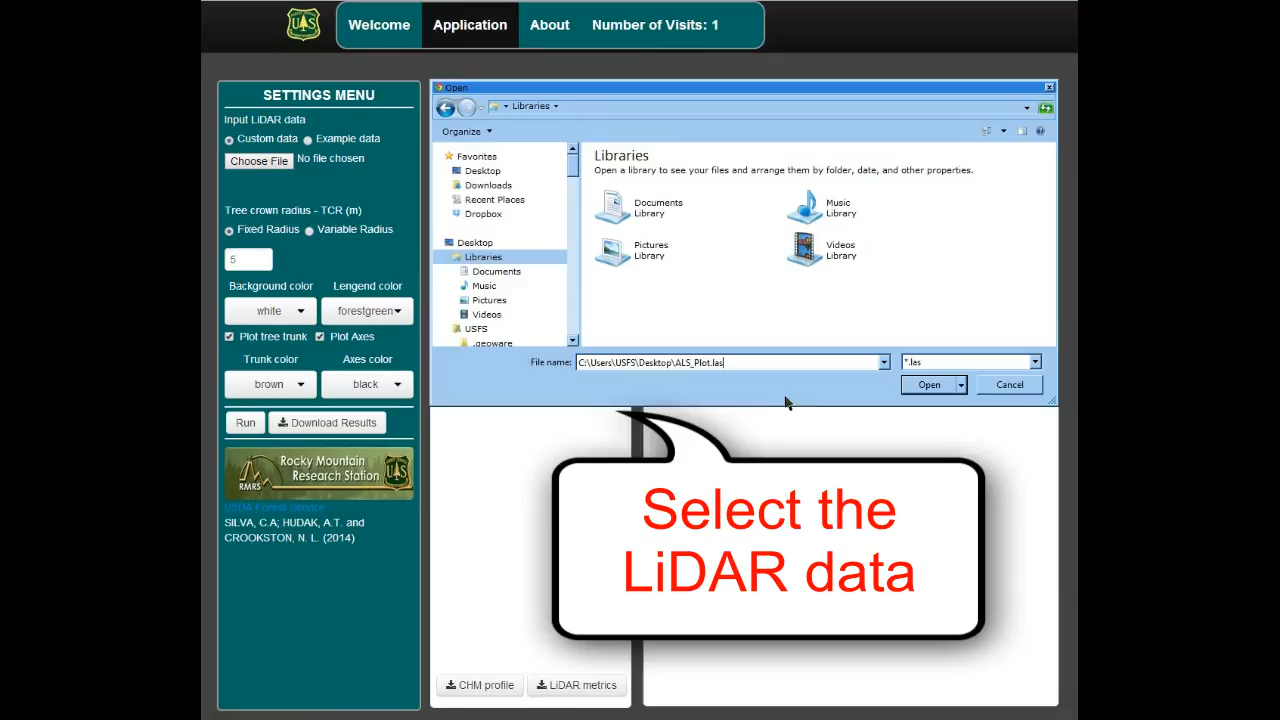 Welcome
Application
About
Number of Visits: 1
SETTINGS MENU
Input LiDAR data
Custom data
Example data
Choose File
No file chosen
Tree crown radius - TCR (m)
Fixed Radius
Variable Radius
5
Background color
Lengend color
white
forestgreen
Plot tree trunk
Plot Axes
Trunk color
Axes color
brown
black
Run
Download Results
Rocky Mountain
Research Station
RMRS
UAS
USDA Forest Service
SILVA, C.A; HUDAK, A.T. and
CROOKSTON, N. L. (2014)
Open
Libraries
Organize
Favorites
Desktop
Downloads
Recent Places
Dropbox
Desktop
Libraries
Documents
Music
Pictures
Videos
USFS
.geoware
Libraries
Open a library to see your files and arrange them by folder, date, and other properties.
Documents
Library
Music
Library
Pictures
Library
Videos
Library
File name:
C:\Users\USFS\Desktop\ALS_Plot.las
*.las
Open
Cancel
Select the
LiDAR data
CHM profile
LiDAR metrics